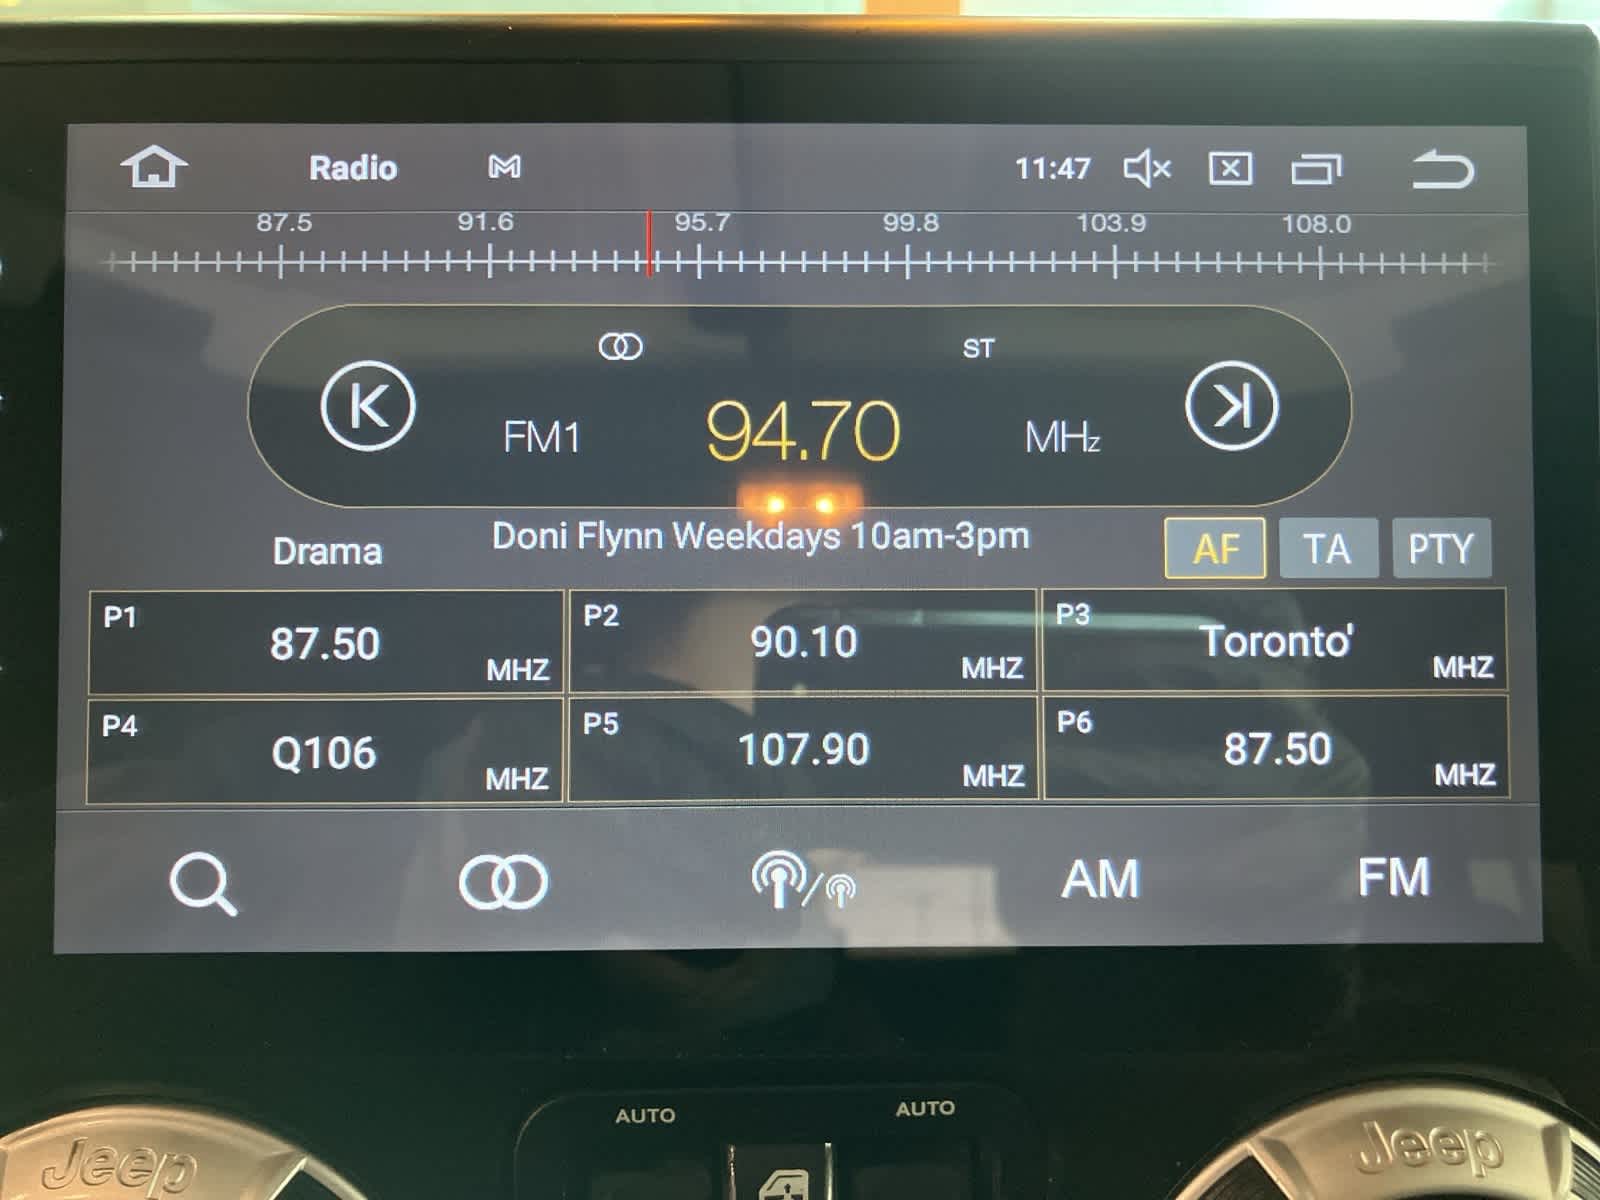 Radio
11:47
87.5 91.6 95.7 99.8 103.9 108.0
ST
FM1 94.70 MHz
Drama
Doni Flynn Weekdays 10am-3pm
AF TA PTY
P1 87.50 MHZ
P2 90.10 MHZ
P3 Toronto' MHZ
P4 Q106 MHZ
P5 107.90 MHZ
P6 87.50 MHZ
AM FM
AUTO AUTO
Jeep Jeep